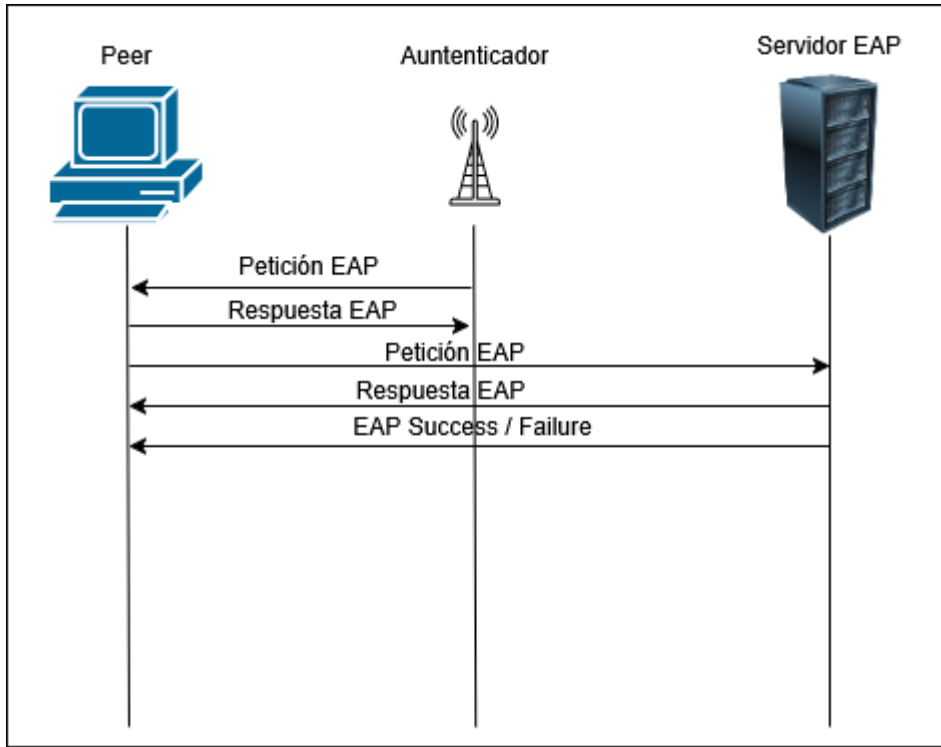 Peer
Auntenticador
Servidor EAP
Petición EAP
Respuesta EAP
Petición EAP
Respuesta EAP
EAP Success / Failure